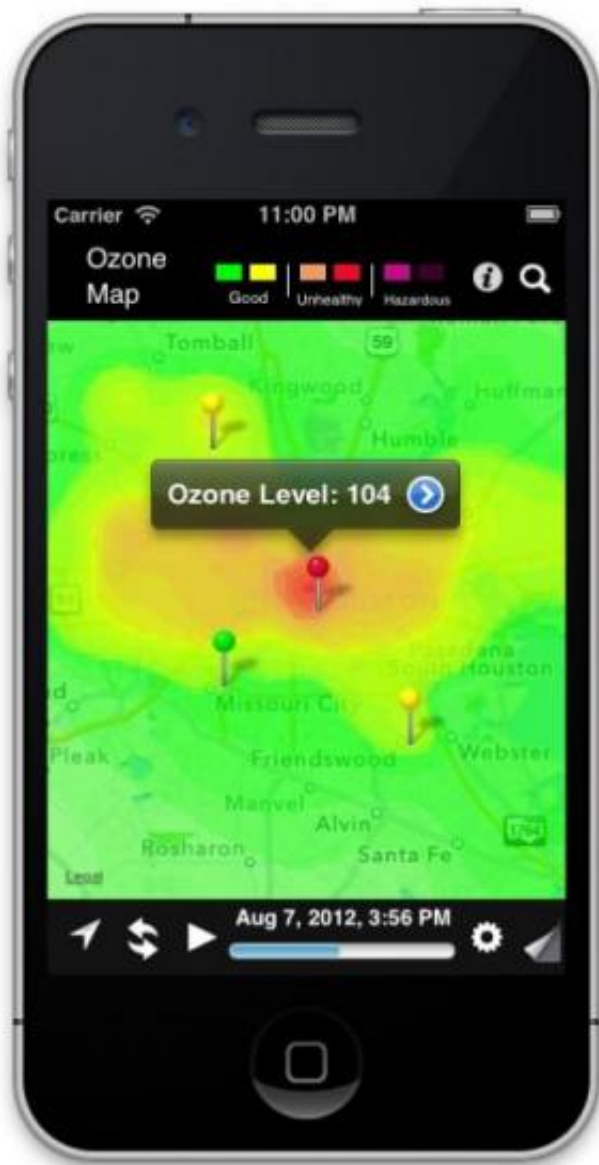 Carrier 11:00 PM
Ozone
Map
Good Unhealthy Hazardous
Tomball
59
Kingwood
Huffman
Humble
Ozone Level: 104
Pasadena
South Houston
Missouri City
Pleak
Friendswood
Webster
Manvel
Alvin
Rosharon
Santa Fe
Legal
Aug 7, 2012, 3:56 PM